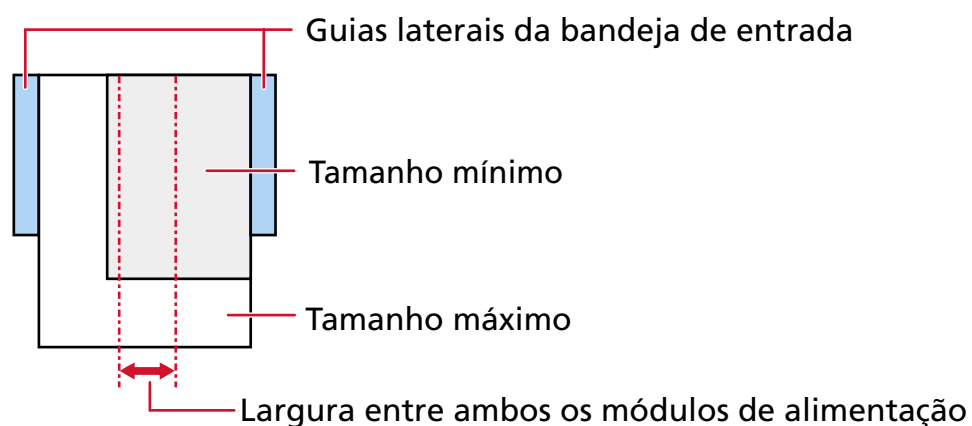 Guias laterais da bandeja de entrada
Tamanho mínimo
Tamanho máximo
Largura entre ambos os módulos de alimentação